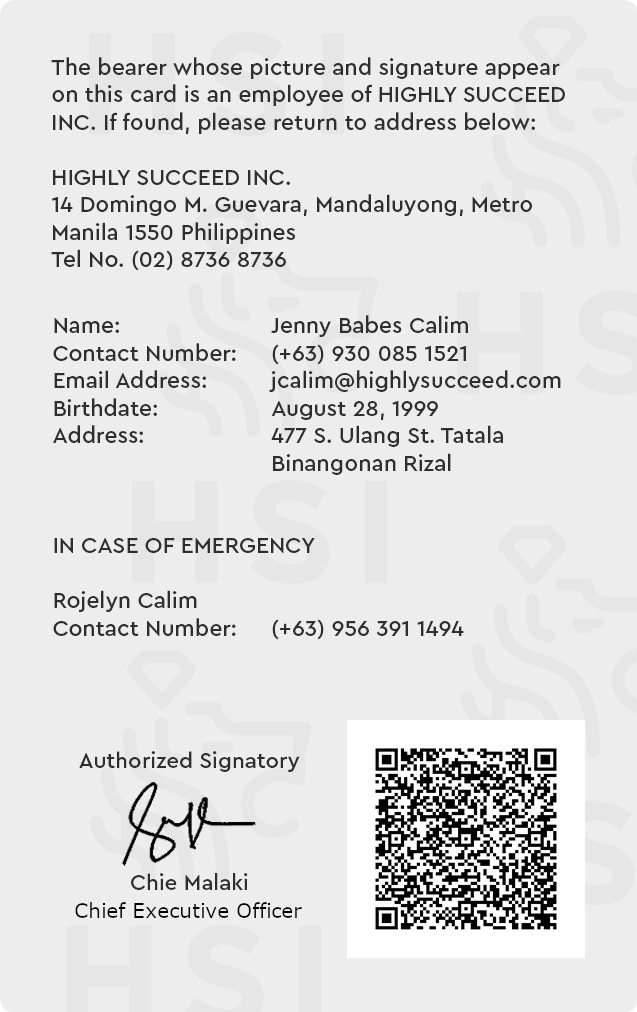 The bearer whose picture and signature appear
on this card is an employee of HIGHLY SUCCEED
INC. If found, please return to address below:
HIGHLY SUCCEED INC.
14 Domingo M. Guevara, Mandaluyong, Metro
Manila 1550 Philippines
Tel No. (02) 8736 8736
Name: Jenny Babes Calim
Contact Number: (+63) 930 085 1521
Email Address: jcalim@highlysucceed.com
Birthdate: August 28, 1999
Address: 477 S. Ulang St. Tatala
Binangonan Rizal
IN CASE OF EMERGENCY
Rojelyn Calim
Contact Number: (+63) 956 391 1494
Authorized Signatory
Chie Malaki
Chief Executive Officer
HSI
HSI
HS
HSI